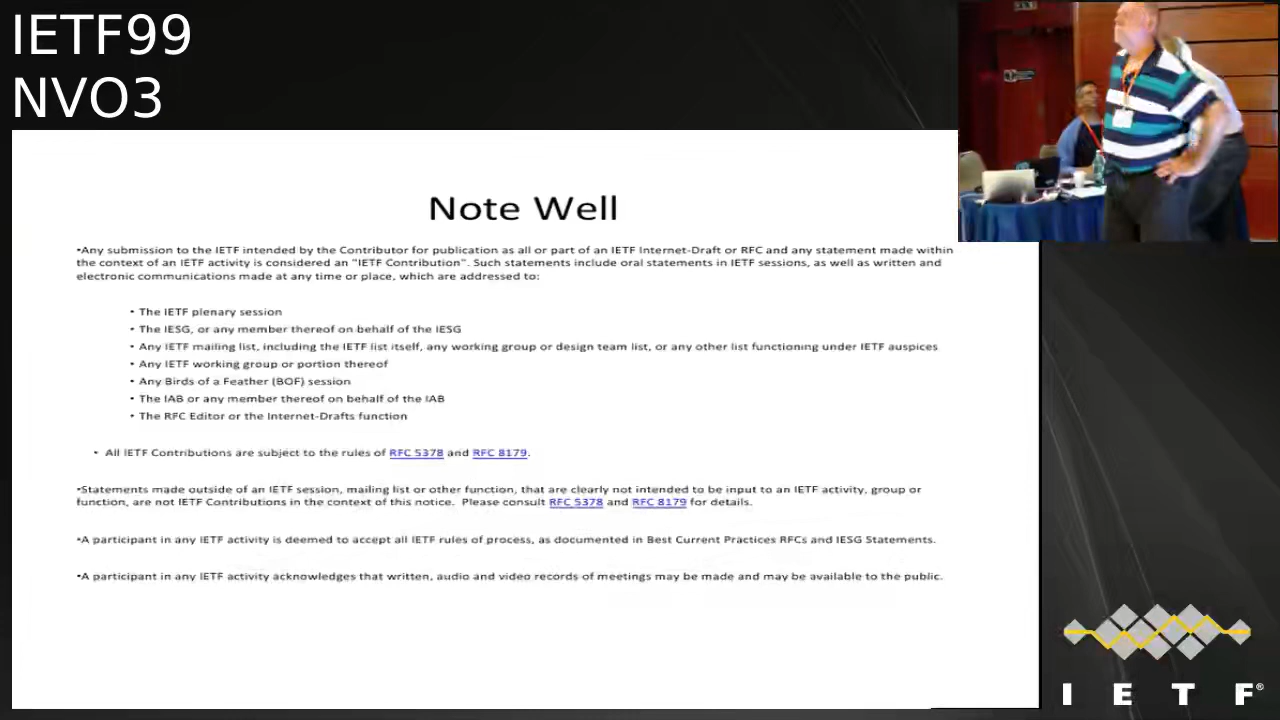 IETF99
NVO3
Note Well
•Any submission to the IETF intended by the Contributor for publication as all or part of an IETF Internet-Draft or RFC and any statement made within
the context of an IETF activity is considered an "IETF Contribution". Such statements include oral statements in IETF sessions, as well as written and
electronic communications made at any time or place, which are addressed to:
• The IETF plenary session
• The IESG, or any member thereof on behalf of the IESG
• Any IETF mailing list, including the IETF list itself, any working group or design team list, or any other list functioning under IETF auspices
• Any IETF working group or portion thereof
• Any Birds of a Feather (BOF) session
• The IAB or any member thereof on behalf of the IAB
• The RFC Editor or the Internet-Drafts function
• All IETF Contributions are subject to the rules of RFC 5378 and RFC 8179.
•Statements made outside of an IETF session, mailing list or other function, that are clearly not intended to be input to an IETF activity, group or
function, are not IETF Contributions in the context of this notice. Please consult RFC 5378 and RFC 8179 for details.
•A participant in any IETF activity is deemed to accept all IETF rules of process, as documented in Best Current Practices RFCs and IESG Statements.
•A participant in any IETF activity acknowledges that written, audio and video records of meetings may be made and may be available to the public.
I E T F®